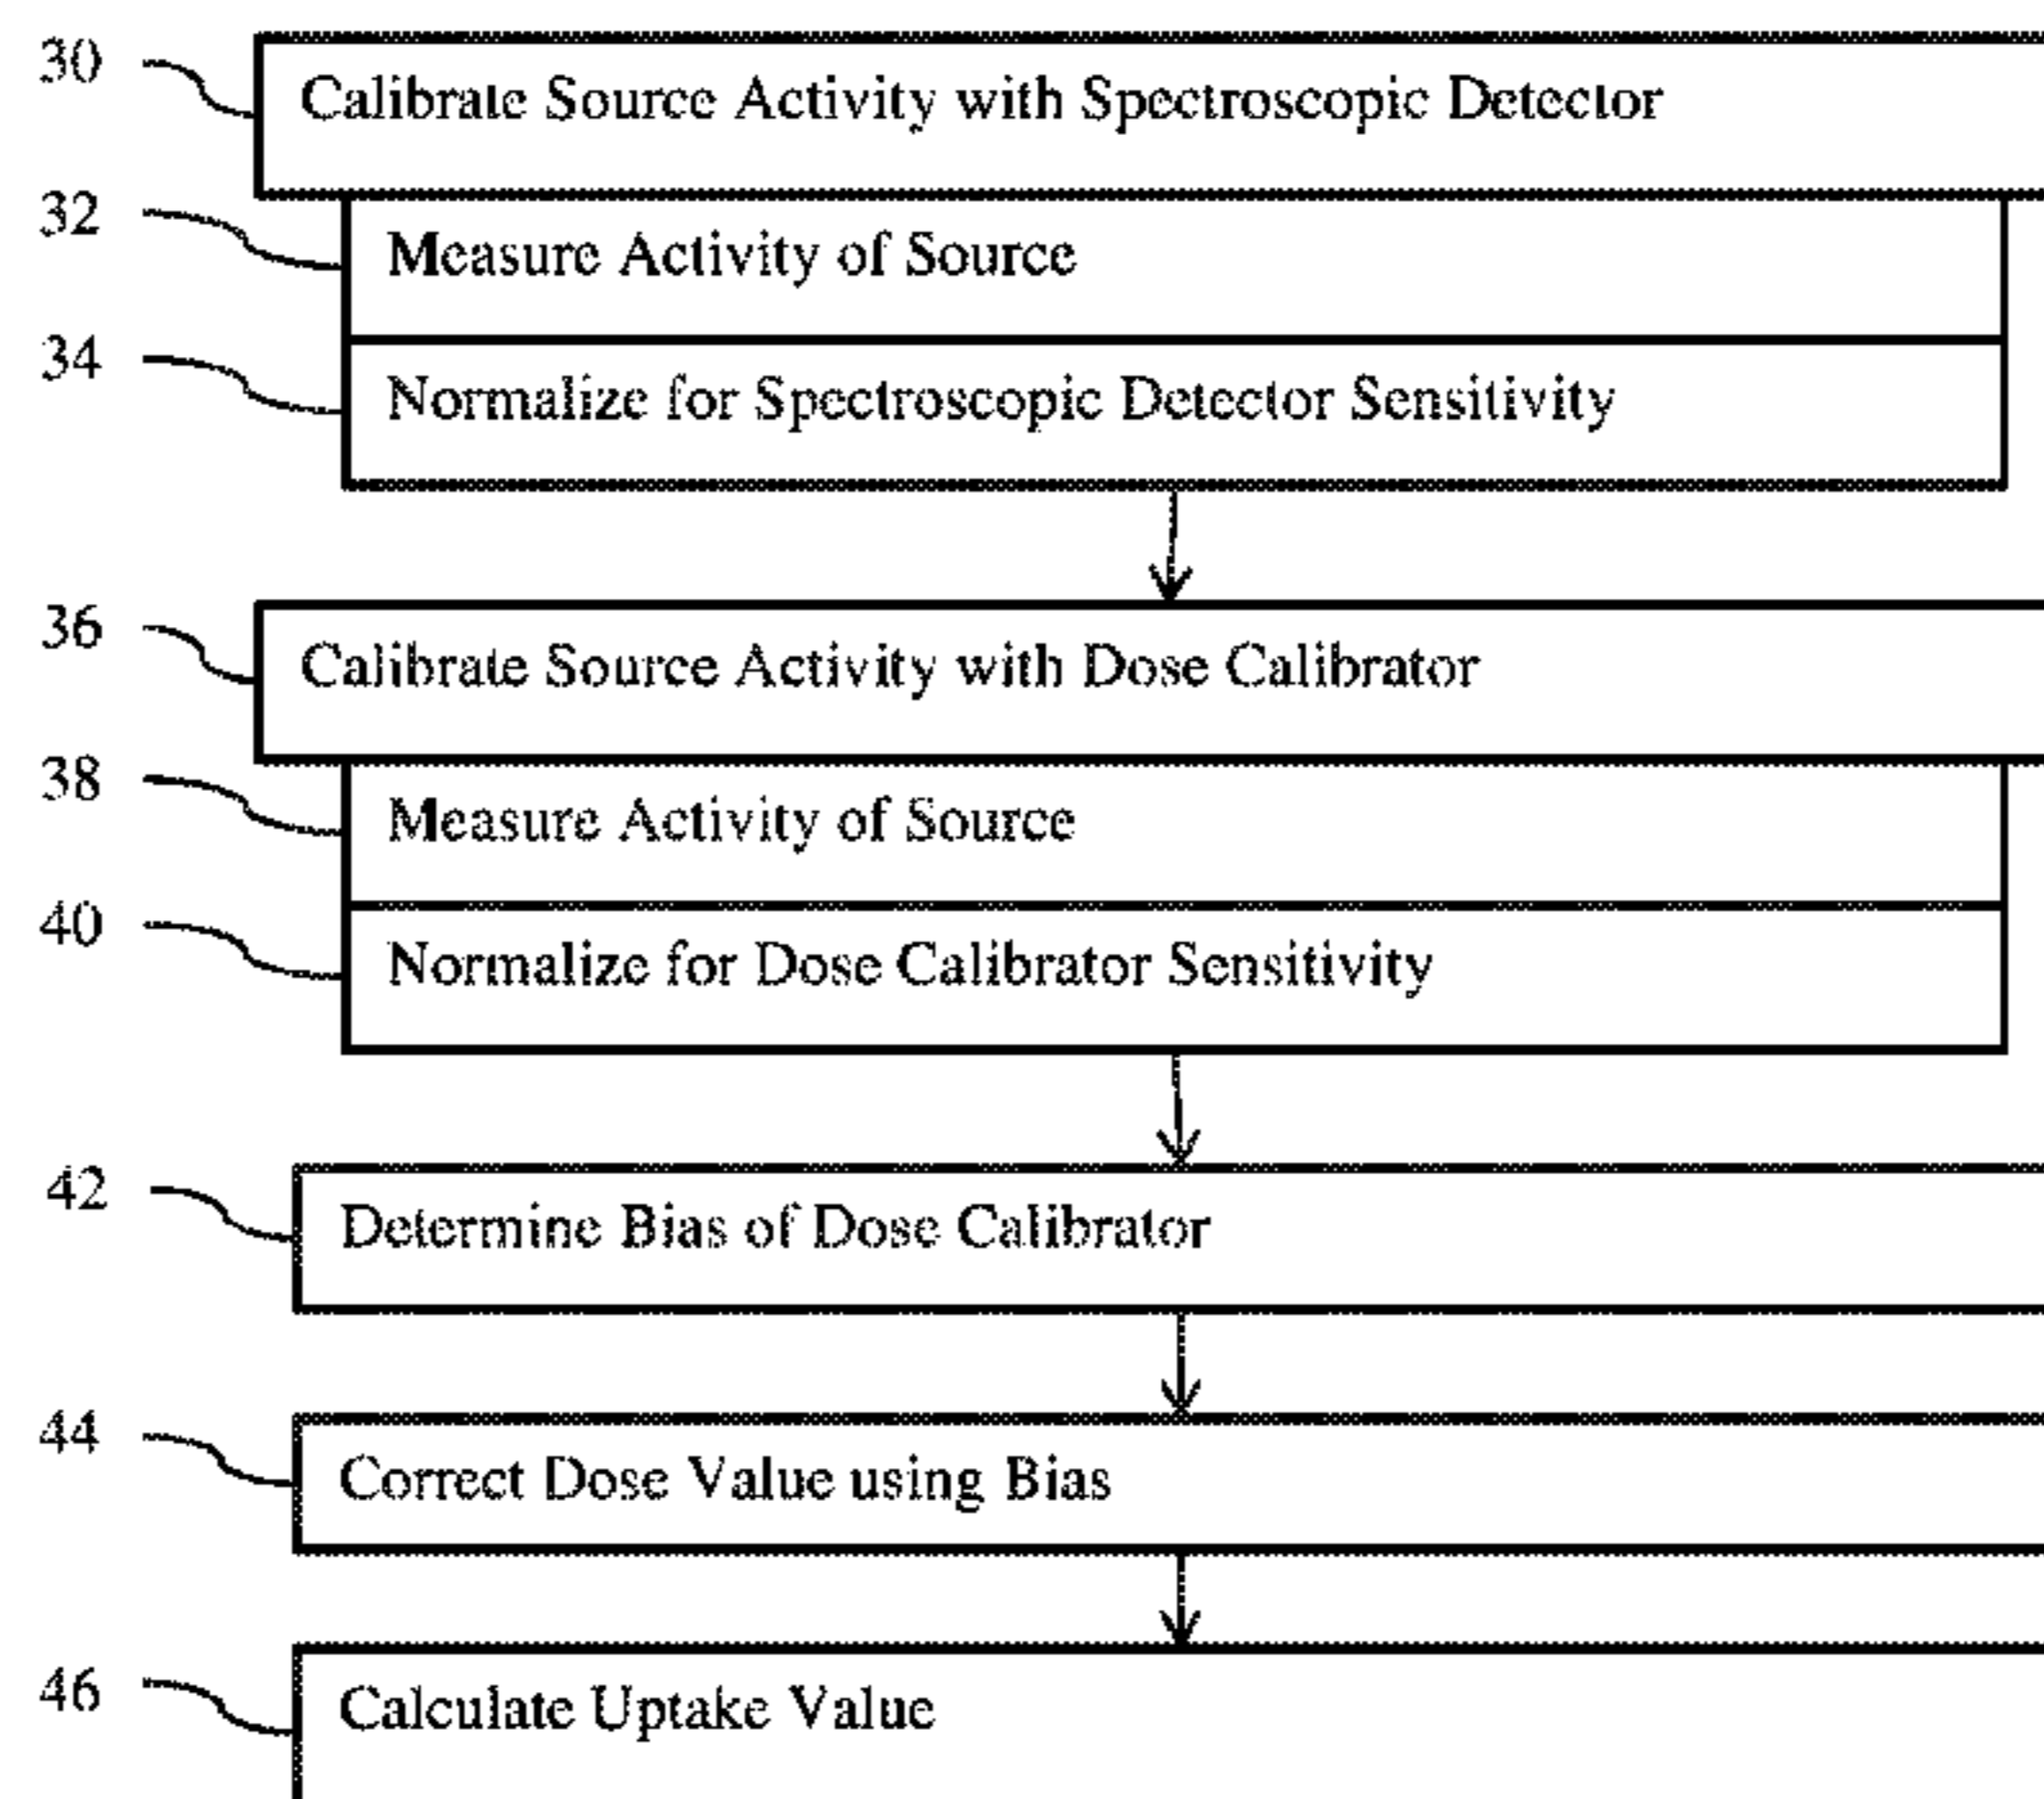 30 Calibrate Source Activity with Spectroscopic Detector
32 Measure Activity of Source
34 Normalize for Spectroscopic Detector Sensitivity
36 Calibrate Source Activity with Dose Calibrator
38 Measure Activity of Source
40 Normalize for Dose Calibrator Sensitivity
42 Determine Bias of Dose Calibrator
44 Correct Dose Value using Bias
46 Calculate Uptake Value